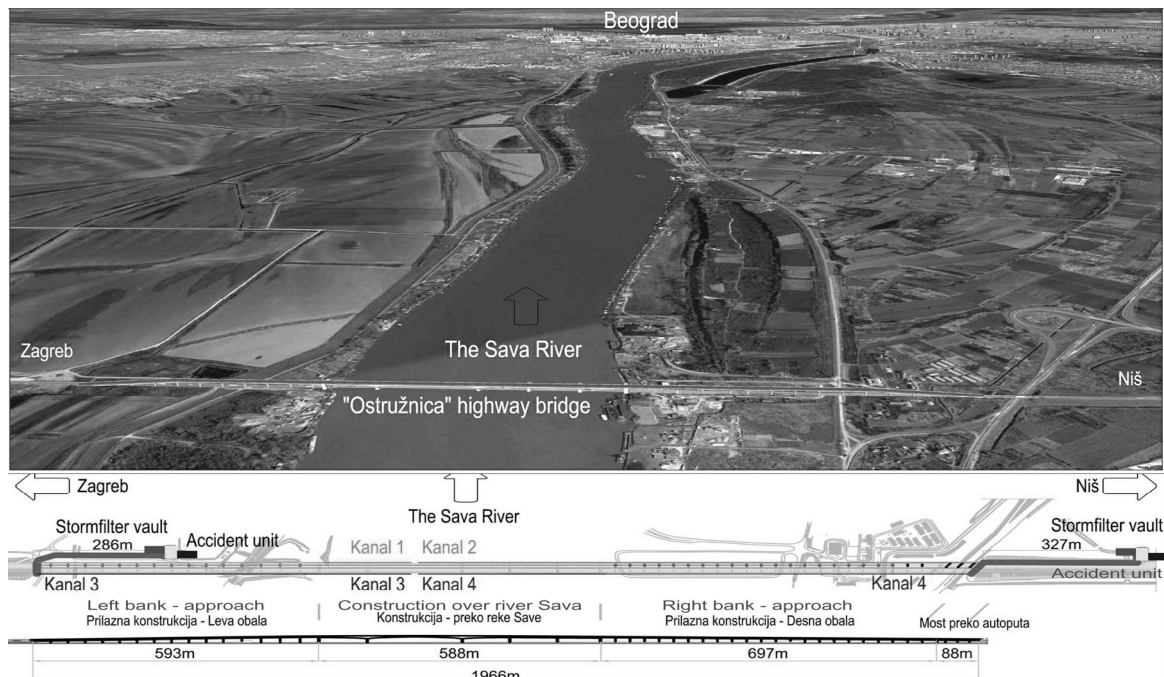 Beograd
Zagreb
The Sava River
Niš
"Ostružnica" highway bridge
Zagreb
Niš
The Sava River
Stormfilter vault
286m
Accident unit
Kanal 1
Kanal 2
Stormfilter vault
327m
Kanal 3
Kanal 3
Kanal 4
Kanal 4
Accident unit
Left bank - approach
Prilazna konstrukcija - Leva obala
Construction over river Sava
Konstrukcija - preko reke Save
Right bank - approach
Prilazna konstrukcija - Desna obala
Most preko autoputa
593m
588m
697m
88m
1966m